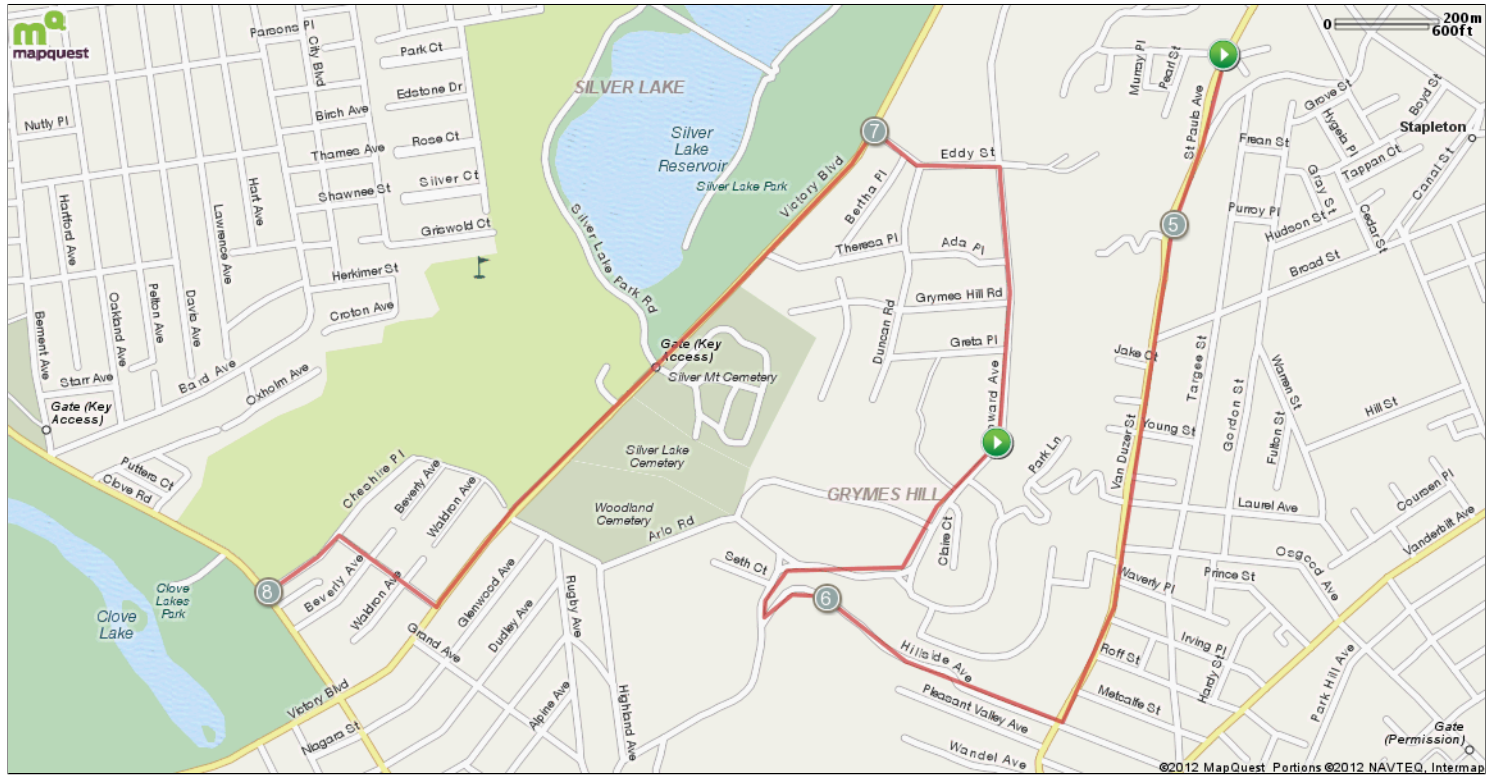 mapquest
0 200m
600ft
Parsons Pl
City Blvd
Park Ct
Edstone Dr
Birch Ave
Nutly Pl
Thames Ave
Rose Ct
Shawnee St
Silver Ct
Hart Ave
Hartford Ave
Lawrence Ave
Griswold Ct
Herkimer St
Croton Ave
Bement Ave
Oakland Ave
Pelton Ave
Davis Ave
Starr Ave
Bard Ave
Oxholm Ave
Gate (Key
Access)
Putters Ct
Clove Rd
Cheshire Pl
Beverly Ave
Waldron Ave
Beverly Ave
Waldron Ave
8
Clove
Lakes
Park
Clove
Lake
Victory Blvd
Niagara St
Grand Ave
Glenwood Ave
Dudley Ave
Rugby Ave
Alpine Ave
Highland Ave
SILVER LAKE
Silver
Lake
Reservoir
Silver Lake Park
Silver Lake Park Rd
Victory Blvd
7
Gate (Key
Access)
Silver Mt Cemetery
Silver Lake
Cemetery
Woodland
Cemetery
Arlo Rd
Eddy St
Bertha Pl
Theresa Pl
Ada Pl
Grymes Hill Rd
Duncan Rd
Greta Pl
oward Ave
Park Ln
GRYMES HILL
Claire Ct
Seth Ct
6
Hillside Ave
Pleasant Valley Ave
Wandel Ave
Murray Pl
Pearl St
St Pauls Ave
5
Grove St
Boyd St
Stapleton
Hygeia Pl
Frean St
Tappan Ct
Canal St
Gray St
Purroy Pl
Hudson St
Cedar St
Broad St
Jake Ct
Targee St
Warren St
Gordon St
Young St
Van Duzer St
Fulton St
Hill St
Laurel Ave
Coursen Pl
Vanderbilt Ave
Osgood Ave
Waverly Pl
Prince St
Irving Pl
Roff St
Hardy St
Metcalfe St
Park Hill Ave
Gate
(Permission)
©2012 MapQuest Portions ©2012 NAVTEQ, Intermap